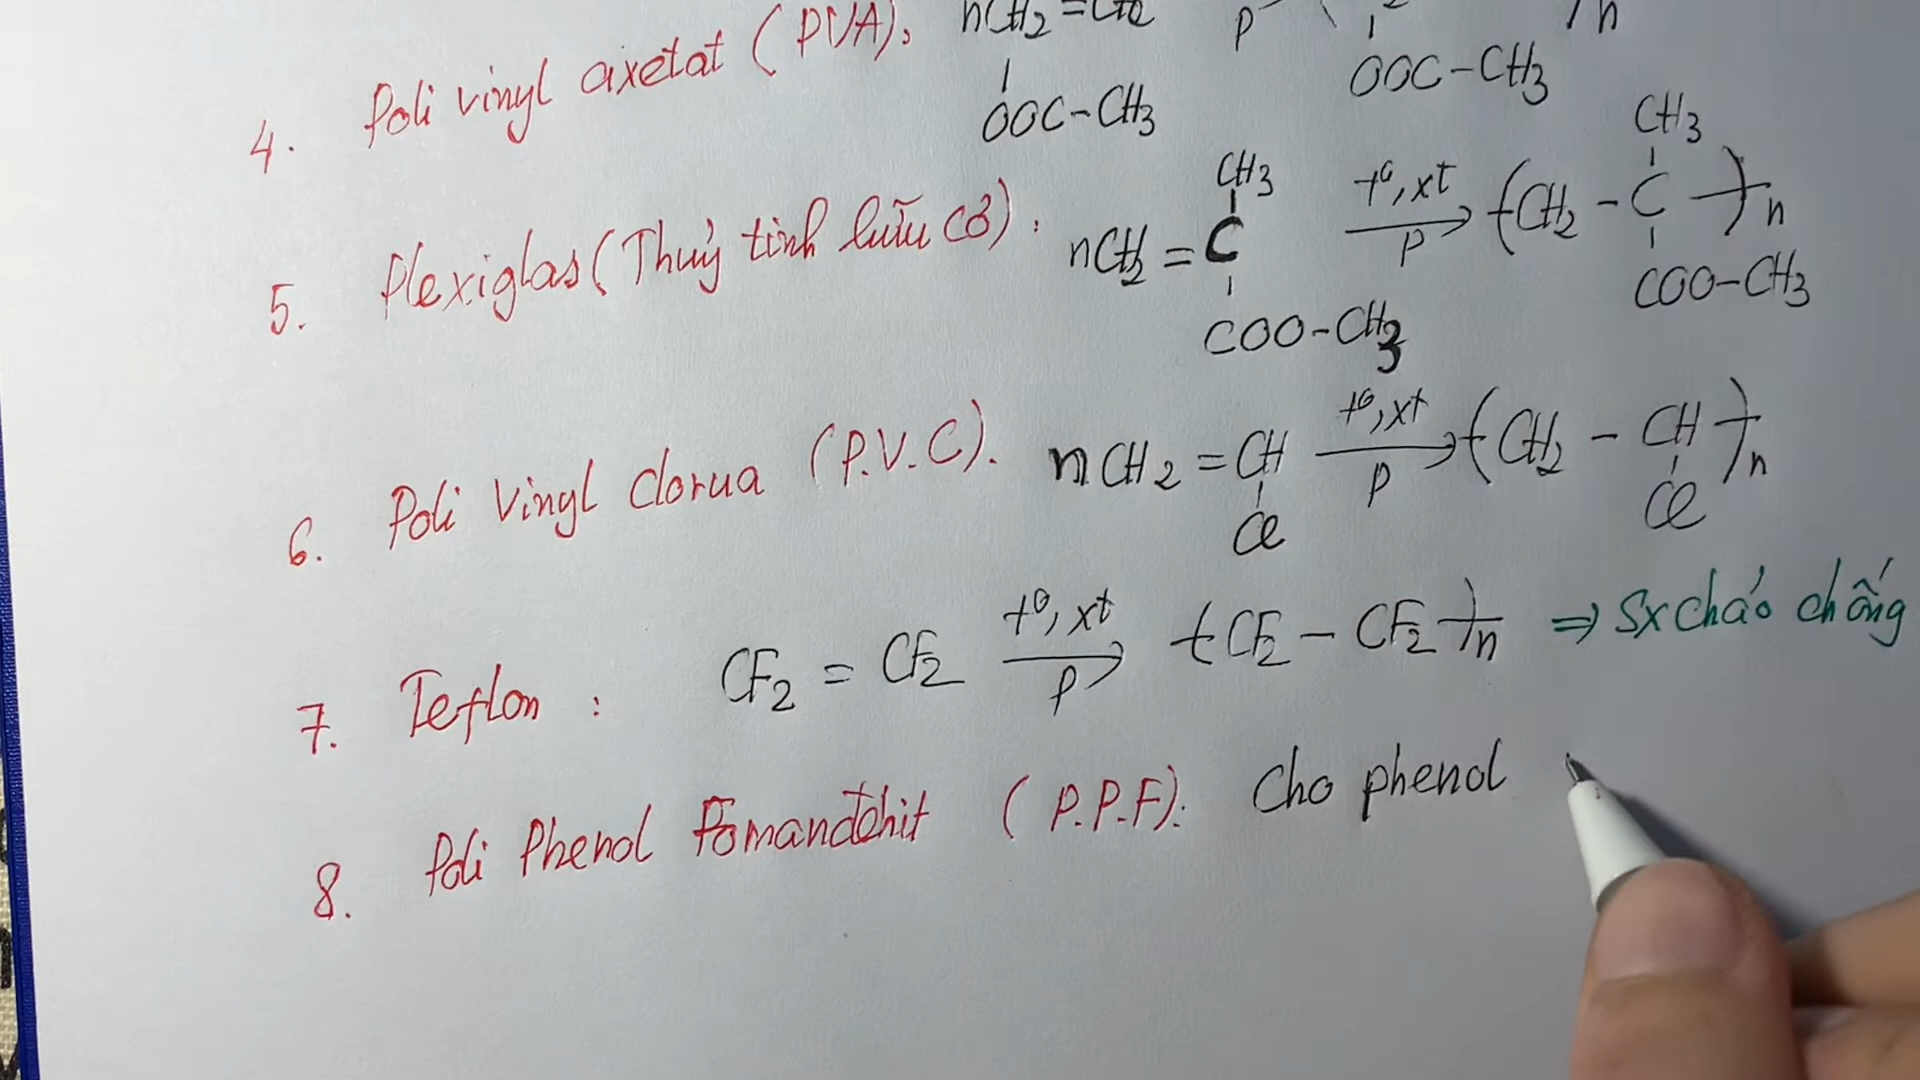 4. Poli vinyl axetat (PVA), nCH2 = CH P n
OOC-CH3 OOC-CH3
5. Plexiglas (Thuỷ tinh hữu cơ): nCH2 = C t°, xt P (CH2 - C )n
CH3 CH3
COO-CH3 COO-CH3
6. Poli Vinyl Clorua (P.V.C). nCH2 = CH t°, xt P (CH2 - CH)n
Cl Cl
7. Teflon : CF2 = CF2 t°, xt P (CF2 - CF2)n ⇒ Sx chảo chống
8. Poli Phenol Fomanđêhit (P.P.F): Cho phenol